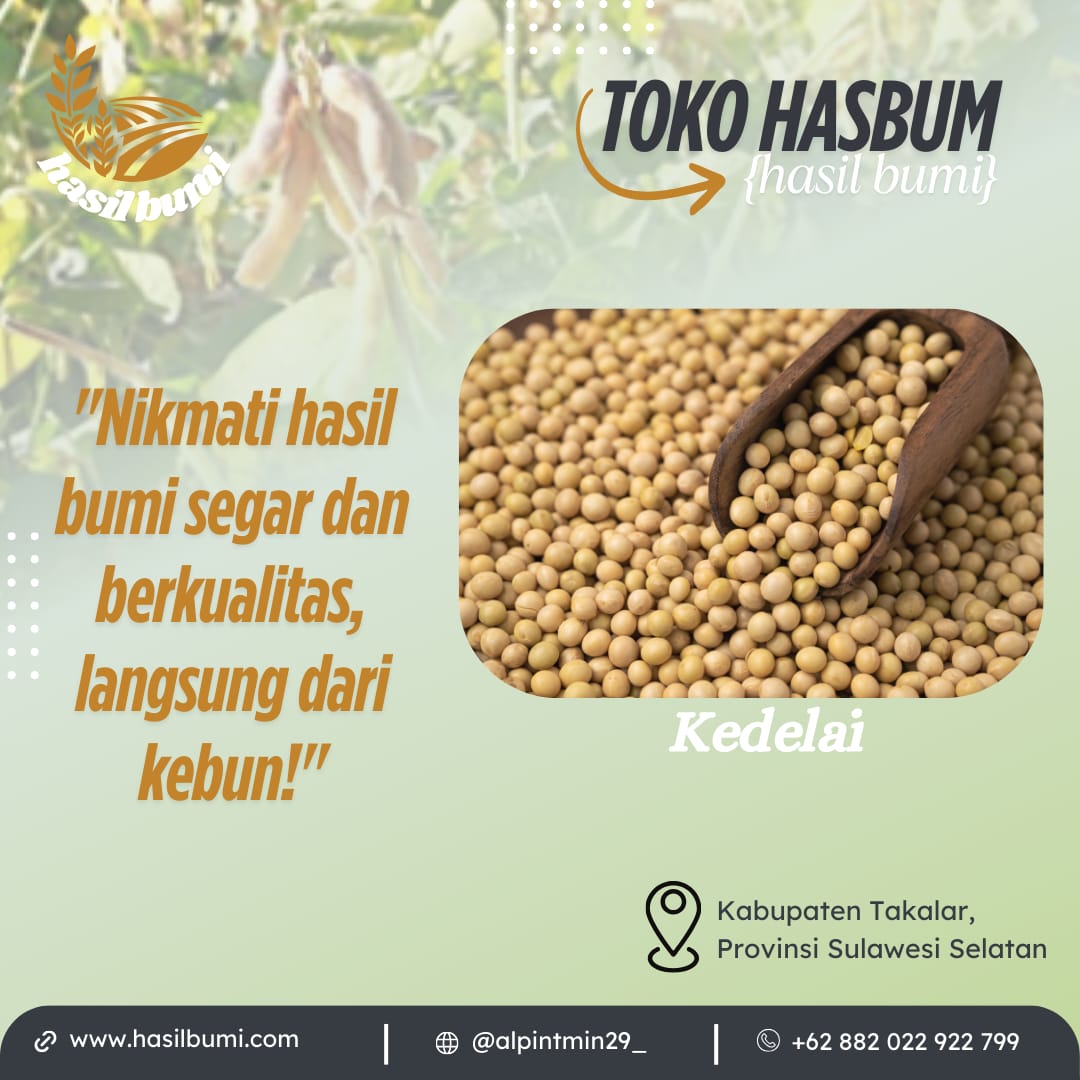 hasil bumi
TOKO HASBUM
{hasil bumi}
"Nikmati hasil
bumi segar dan
berkualitas,
langsung dari
kebun!"
Kedelai
Kabupaten Takalar,
Provinsi Sulawesi Selatan
www.hasilbumi.com
@alpintmin29_
+62 882 022 922 799